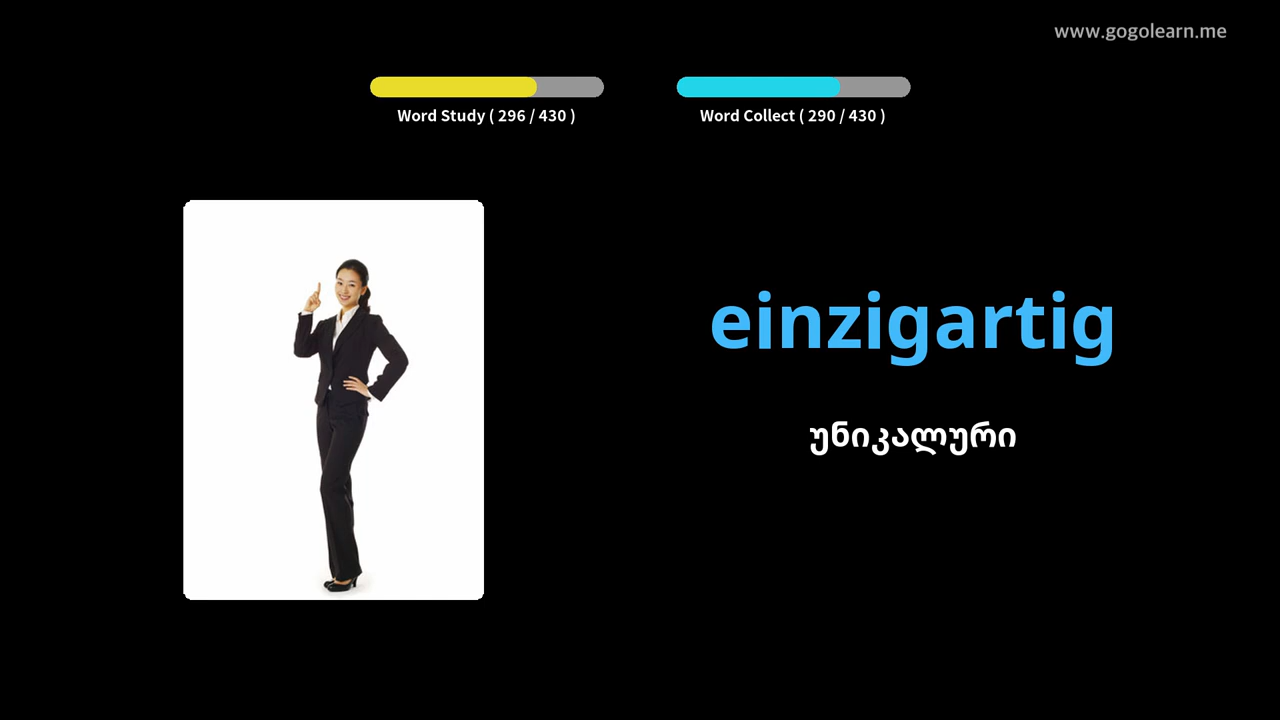 www.gogolearn.me
Word Study ( 296 / 430 )
Word Collect ( 290 / 430 )
einzigartig
უნიკალური